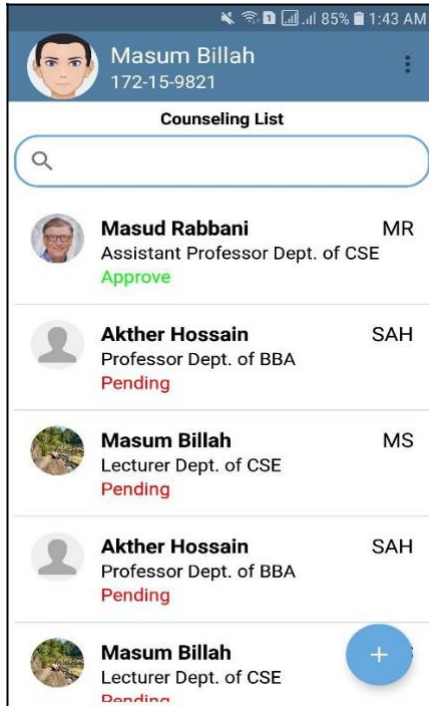 85% 1:43 AM
Masum Billah
172-15-9821
Counseling List
Masud Rabbani MR
Assistant Professor Dept. of CSE
Approve
Akther Hossain SAH
Professor Dept. of BBA
Pending
Masum Billah MS
Lecturer Dept. of CSE
Pending
Akther Hossain SAH
Professor Dept. of BBA
Pending
Masum Billah
Lecturer Dept. of CSE
Pending